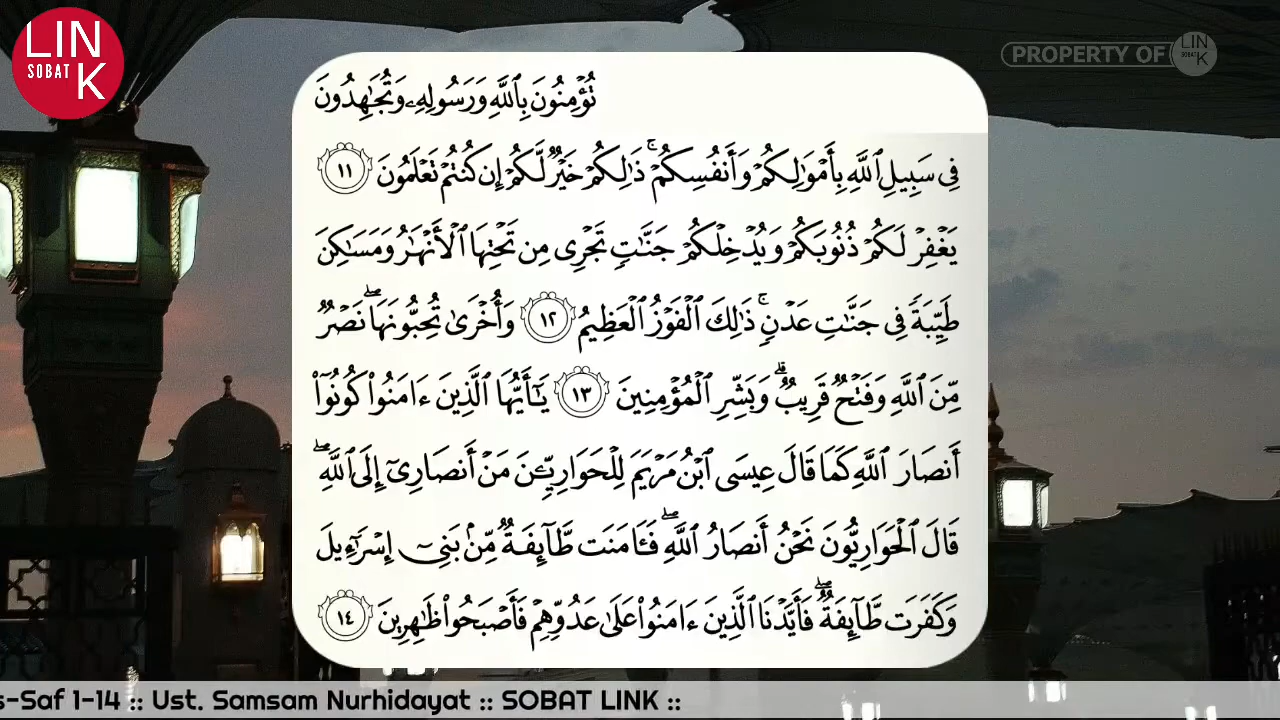 LINK
SOBAT
PROPERTY OF LINK SOBAT
تُؤۡمِنُونَ بِٱللَّهِ وَرَسُولِهِۦ وَتُجَٰهِدُونَ
فِي سَبِيلِ ٱللَّهِ بِأَمۡوَٰلِكُمۡ وَأَنفُسِكُمۡۚ ذَٰلِكُمۡ خَيۡرٞ لَّكُمۡ إِن كُنتُمۡ تَعۡلَمُونَ ١١
يَغۡفِرۡ لَكُمۡ ذُنُوبَكُمۡ وَيُدۡخِلۡكُمۡ جَنَّٰتٖ تَجۡرِي مِن تَحۡتِهَا ٱلۡأَنۡهَٰرُ وَمَسَٰكِنَ
طَيِّبَةٗ فِي جَنَّٰتِ عَدۡنٖۚ ذَٰلِكَ ٱلۡفَوۡزُ ٱلۡعَظِيمُ ١٢ وَأُخۡرَىٰ تُحِبُّونَهَاۖ نَصۡرٞ
مِّنَ ٱللَّهِ وَفَتۡحٞ قَرِيبٞۗ وَبَشِّرِ ٱلۡمُؤۡمِنِينَ ١٣ يَٰٓأَيُّهَا ٱلَّذِينَ ءَامَنُواْ كُونُوٓاْ
أَنصَارَ ٱللَّهِ كَمَا قَالَ عِيسَى ٱبۡنُ مَرۡيَمَ لِلۡحَوَارِيِّـۧنَ مَنۡ أَنصَارِيٓ إِلَى ٱللَّهِۖ
قَالَ ٱلۡحَوَارِيُّونَ نَحۡنُ أَنصَارُ ٱللَّهِۖ فَـَٔامَنَت طَّآئِفَةٞ مِّنۢ بَنِيٓ إِسۡرَٰٓءِيلَ
وَكَفَرَت طَّآئِفَةٞۖ فَأَيَّدۡنَا ٱلَّذِينَ ءَامَنُواْ عَلَىٰ عَدُوِّهِمۡ فَأَصۡبَحُواْ ظَٰهِرِينَ ١٤
s-Saf 1-14 :: Ust. Samsam Nurhidayat :: SOBAT LINK ::